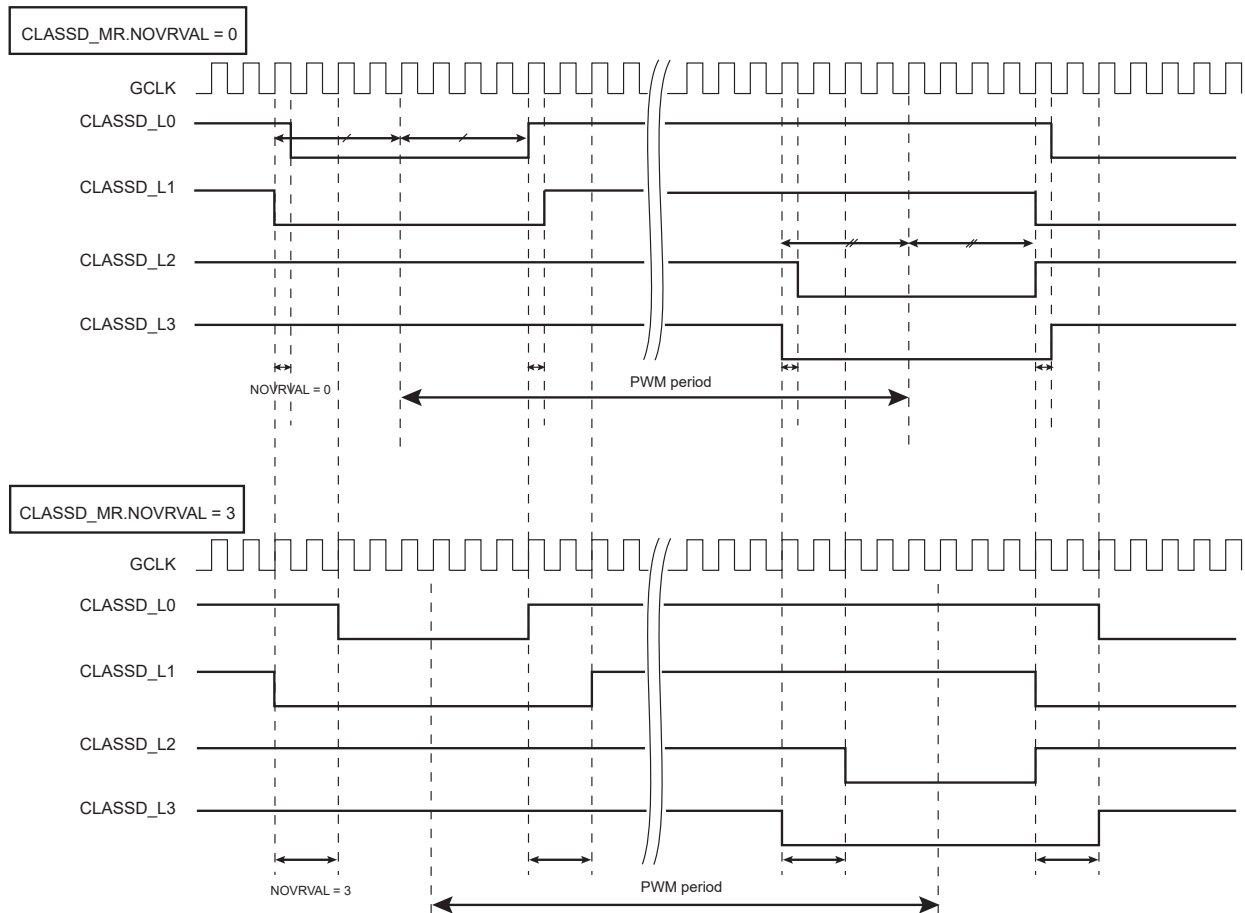 CLASSD_MR.NOVRVAL = 0
GCLK
CLASSD_L0
CLASSD_L1
CLASSD_L2
CLASSD_L3
NOVRVAL = 0
PWM period
CLASSD_MR.NOVRVAL = 3
GCLK
CLASSD_L0
CLASSD_L1
CLASSD_L2
CLASSD_L3
NOVRVAL = 3
PWM period